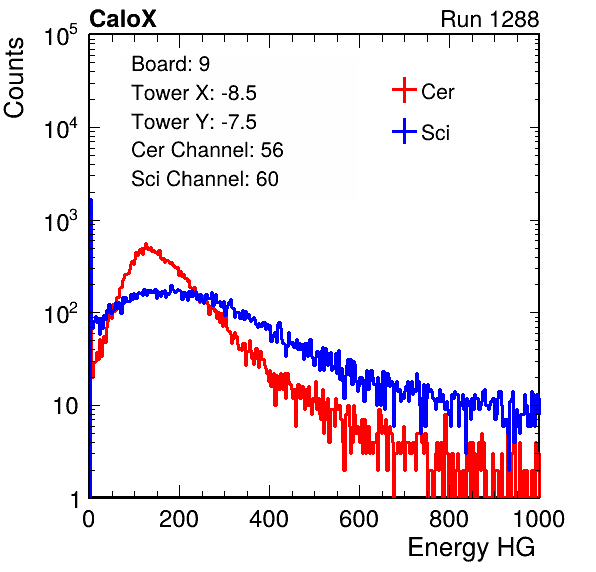 CaloX Run 1288
Counts
Board: 9
Tower X: -8.5
Tower Y: -7.5
Cer Channel: 56
Sci Channel: 60
Cer
Sci
10^5
10^4
10^3
10^2
10
1
0 200 400 600 800 1000
Energy HG